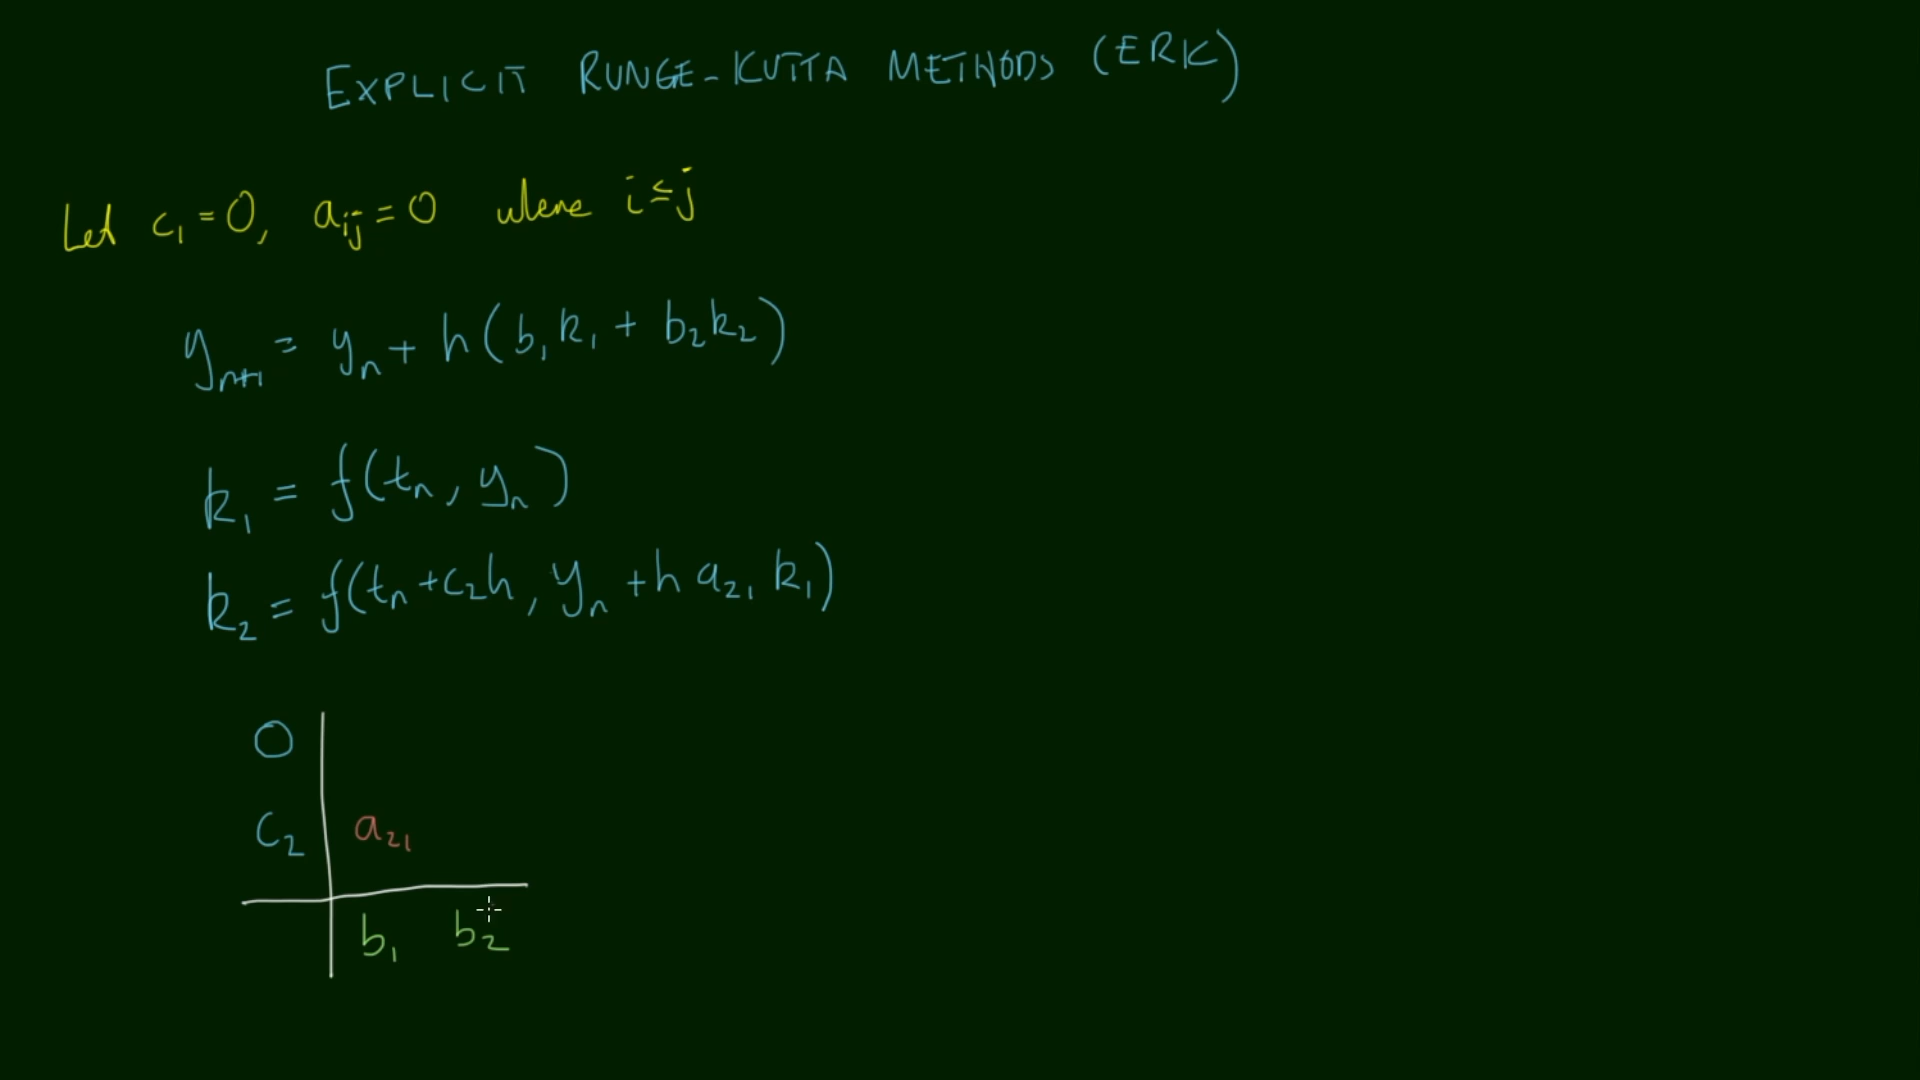 EXPLICIT RUNGE-KUTTA METHODS (ERK)
Let c₁ = 0, aᵢⱼ = 0 where i ≤ j
yₙ₊₁ = yₙ + h(b₁k₁ + b₂k₂)
k₁ = f(tₙ, yₙ)
k₂ = f(tₙ + c₂h, yₙ + h a₂₁ k₁)
0
c₂ a₂₁
b₁ b₂